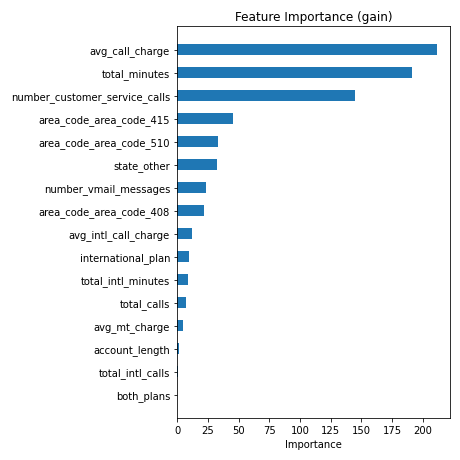 Feature Importance (gain)
avg_call_charge
total_minutes
number_customer_service_calls
area_code_area_code_415
area_code_area_code_510
state_other
number_vmail_messages
area_code_area_code_408
avg_intl_call_charge
international_plan
total_intl_minutes
total_calls
avg_mt_charge
account_length
total_intl_calls
both_plans
0 25 50 75 100 125 150 175 200
Importance